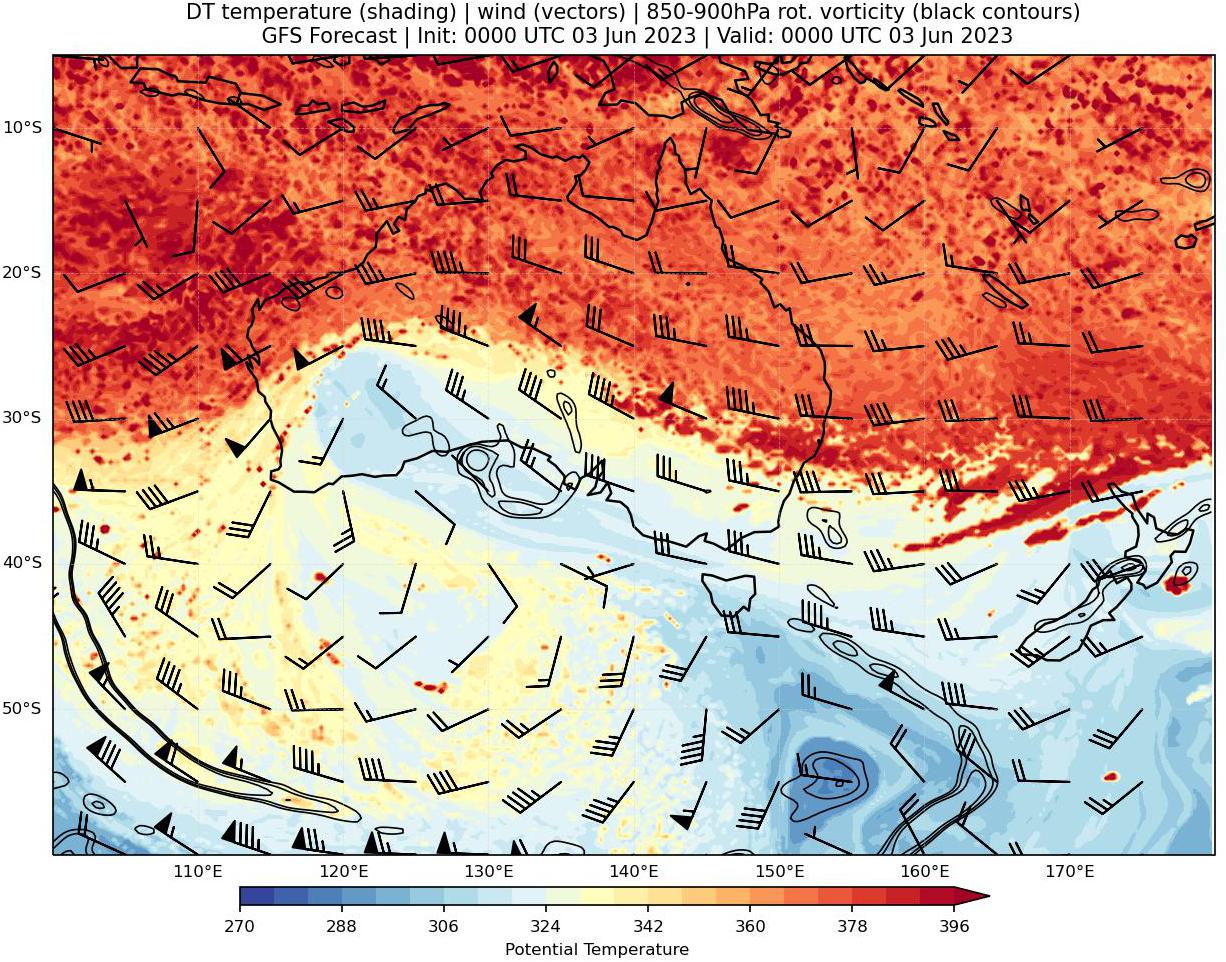 DT temperature (shading) | wind (vectors) | 850-900hPa rot. vorticity (black contours)
GFS Forecast | Init: 0000 UTC 03 Jun 2023 | Valid: 0000 UTC 03 Jun 2023
10°S
20°S
30°S
40°S
50°S
110°E 120°E 130°E 140°E 150°E 160°E 170°E
270 288 306 324 342 360 378 396
Potential Temperature